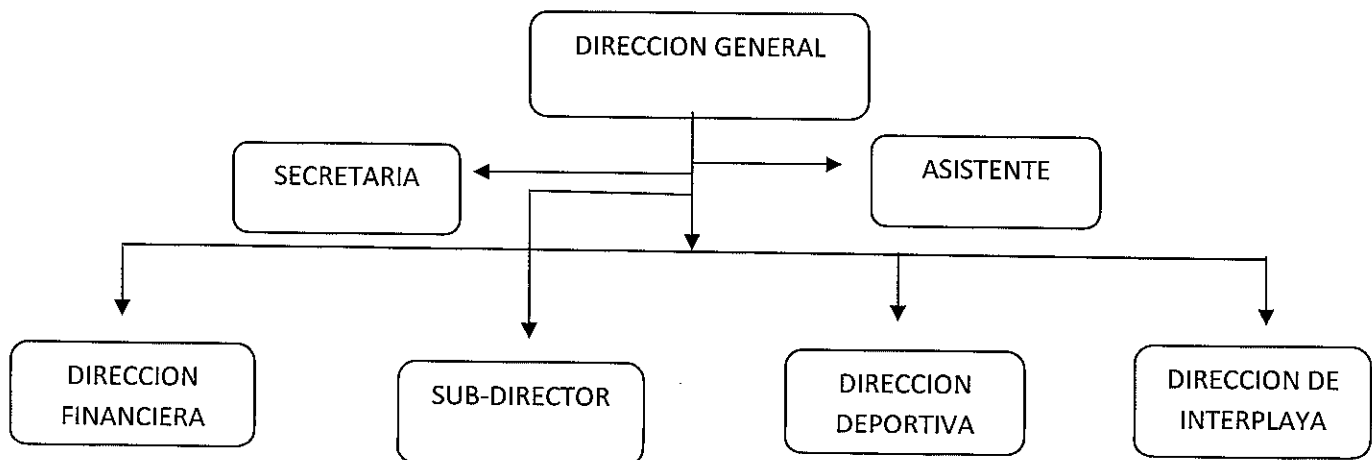 DIRECCION GENERAL
SECRETARIA
ASISTENTE
DIRECCION
FINANCIERA
SUB-DIRECTOR
DIRECCION
DEPORTIVA
DIRECCION DE
INTERPLAYA